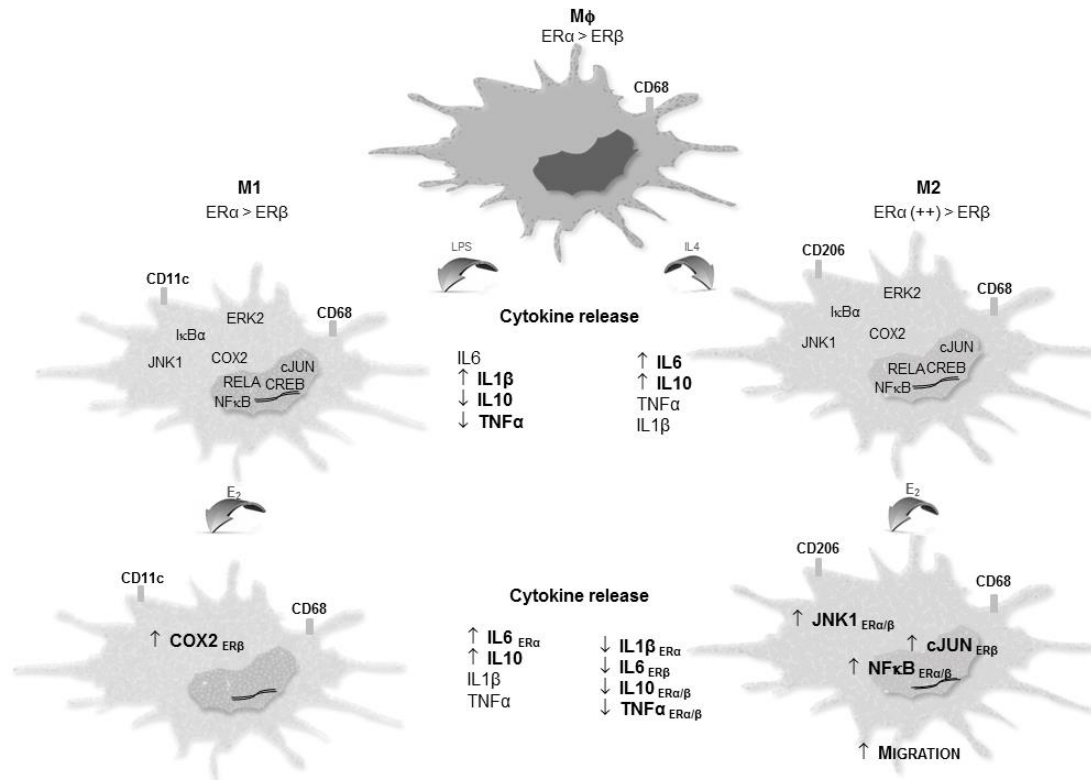 Mϕ
ERα > ERβ
CD68
M1
ERα > ERβ
M2
ERα (++) > ERβ
LPS
IL4
CD11c
CD68
ERK2
IκBα
JNK1
COX2
cJUN
RELA CREB
NFκB
Cytokine release
IL6
↑ IL1β
↓ IL10
↓ TNFα
↑ IL6
↑ IL10
TNFα
IL1β
CD206
CD68
ERK2
IκBα
JNK1
COX2
cJUN
RELA CREB
NFκB
E2
E2
CD11c
CD68
↑ COX2 ERβ
Cytokine release
↑ IL6 ERα
↑ IL10
IL1β
TNFα
↓ IL1β ERα
↓ IL6 ERβ
↓ IL10 ERα/β
↓ TNFα ERα/β
CD206
CD68
↑ JNK1 ERα/β
↑ cJUN ERβ
↑ NFκB ERα/β
↑ MIGRATION